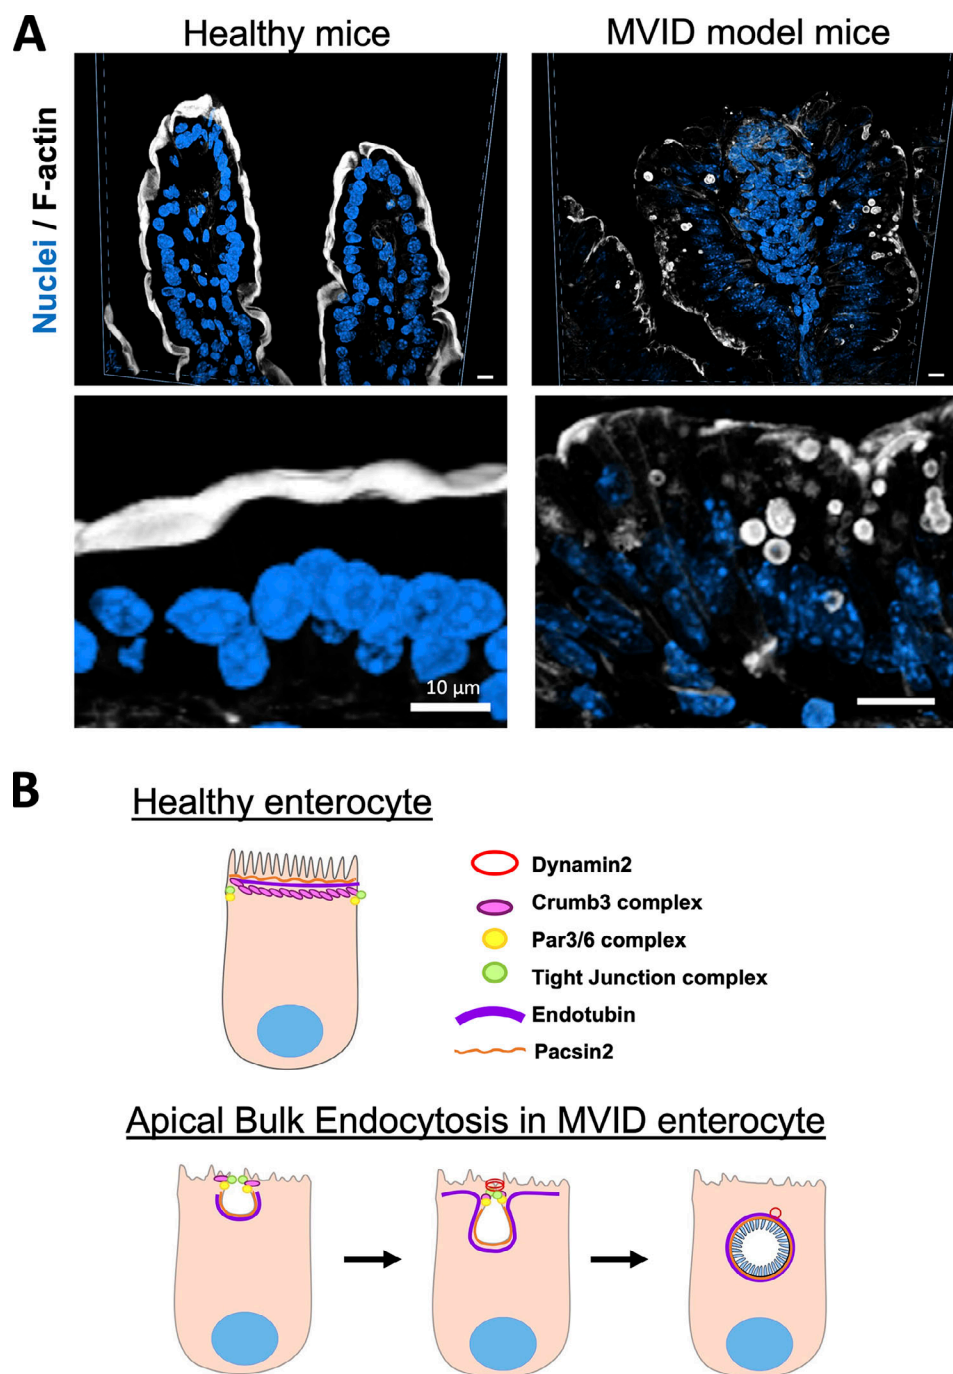 A
Healthy mice
MVID model mice
Nuclei / F-actin
10 µm
B
Healthy enterocyte
Dynamin2
Crumb3 complex
Par3/6 complex
Tight Junction complex
Endotubin
Pacsin2
Apical Bulk Endocytosis in MVID enterocyte